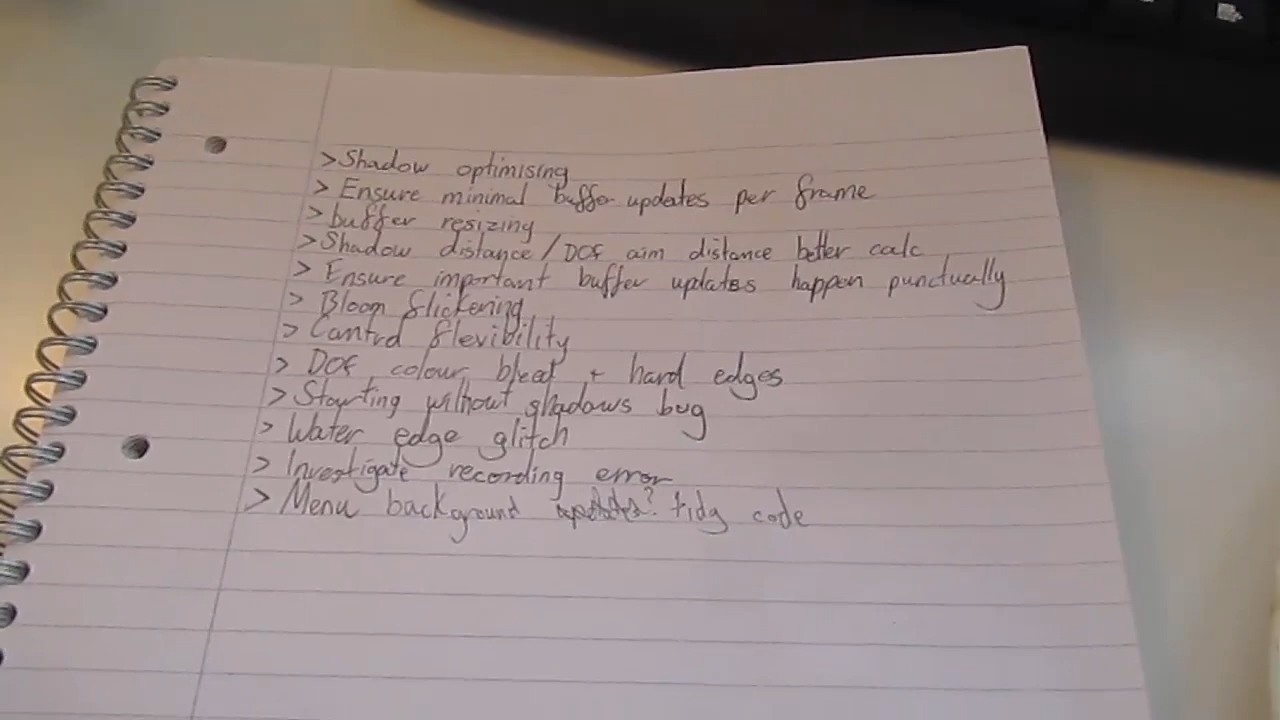 > Shadow optimising
> Ensure minimal buffer updates per frame
> buffer resizing
> Shadow distance / DOF aim distance better calc
> Ensure important buffer updates happen punctually
> Bloom flickering
> Control flexibility
> DOF colour bleed + hard edges
> Starting without shadows bug
> Water edge glitch
> Investigate recording error
> Menu background updates? tidy code